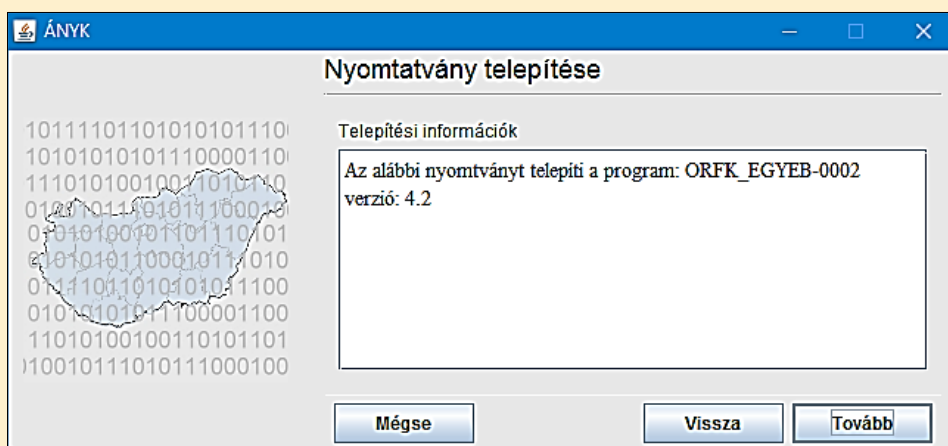 ÁNYK
Nyomtatvány telepítése
Telepítési információk
Az alábbi nyomtványt telepíti a program: ORFK_EGYEB-0002
verzió: 4.2
Mégse
Vissza
Tovább